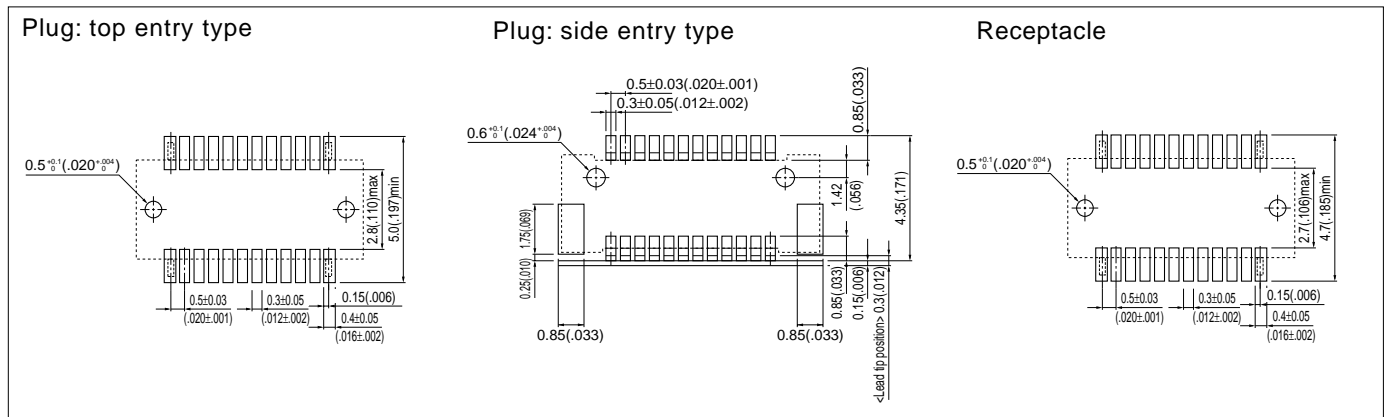 Plug: top entry type
0.5 +0.1 0 (.020 +.004 0)
2.8(.110)max
5.0(.197)min
0.5±0.03
(.020±.001)
0.3±0.05
(.012±.002)
0.15(.006)
0.4±0.05
(.016±.002)
Plug: side entry type
0.5±0.03(.020±.001)
0.3±0.05(.012±.002)
0.85(.033)
0.6 +0.1 0 (.024 +.004 0)
1.42
(.056)
4.35(.171)
1.75(.069)
0.25(.010)
0.85(.033)
0.85(.033)
0.85(.033)
0.15(.006)
<Lead tip position> 0.3(.012)
Receptacle
0.5 +0.1 0 (.020 +.004 0)
2.7(.106)max
4.7(.185)min
0.5±0.03
(.020±.001)
0.3±0.05
(.012±.002)
0.15(.006)
0.4±0.05
(.016±.002)